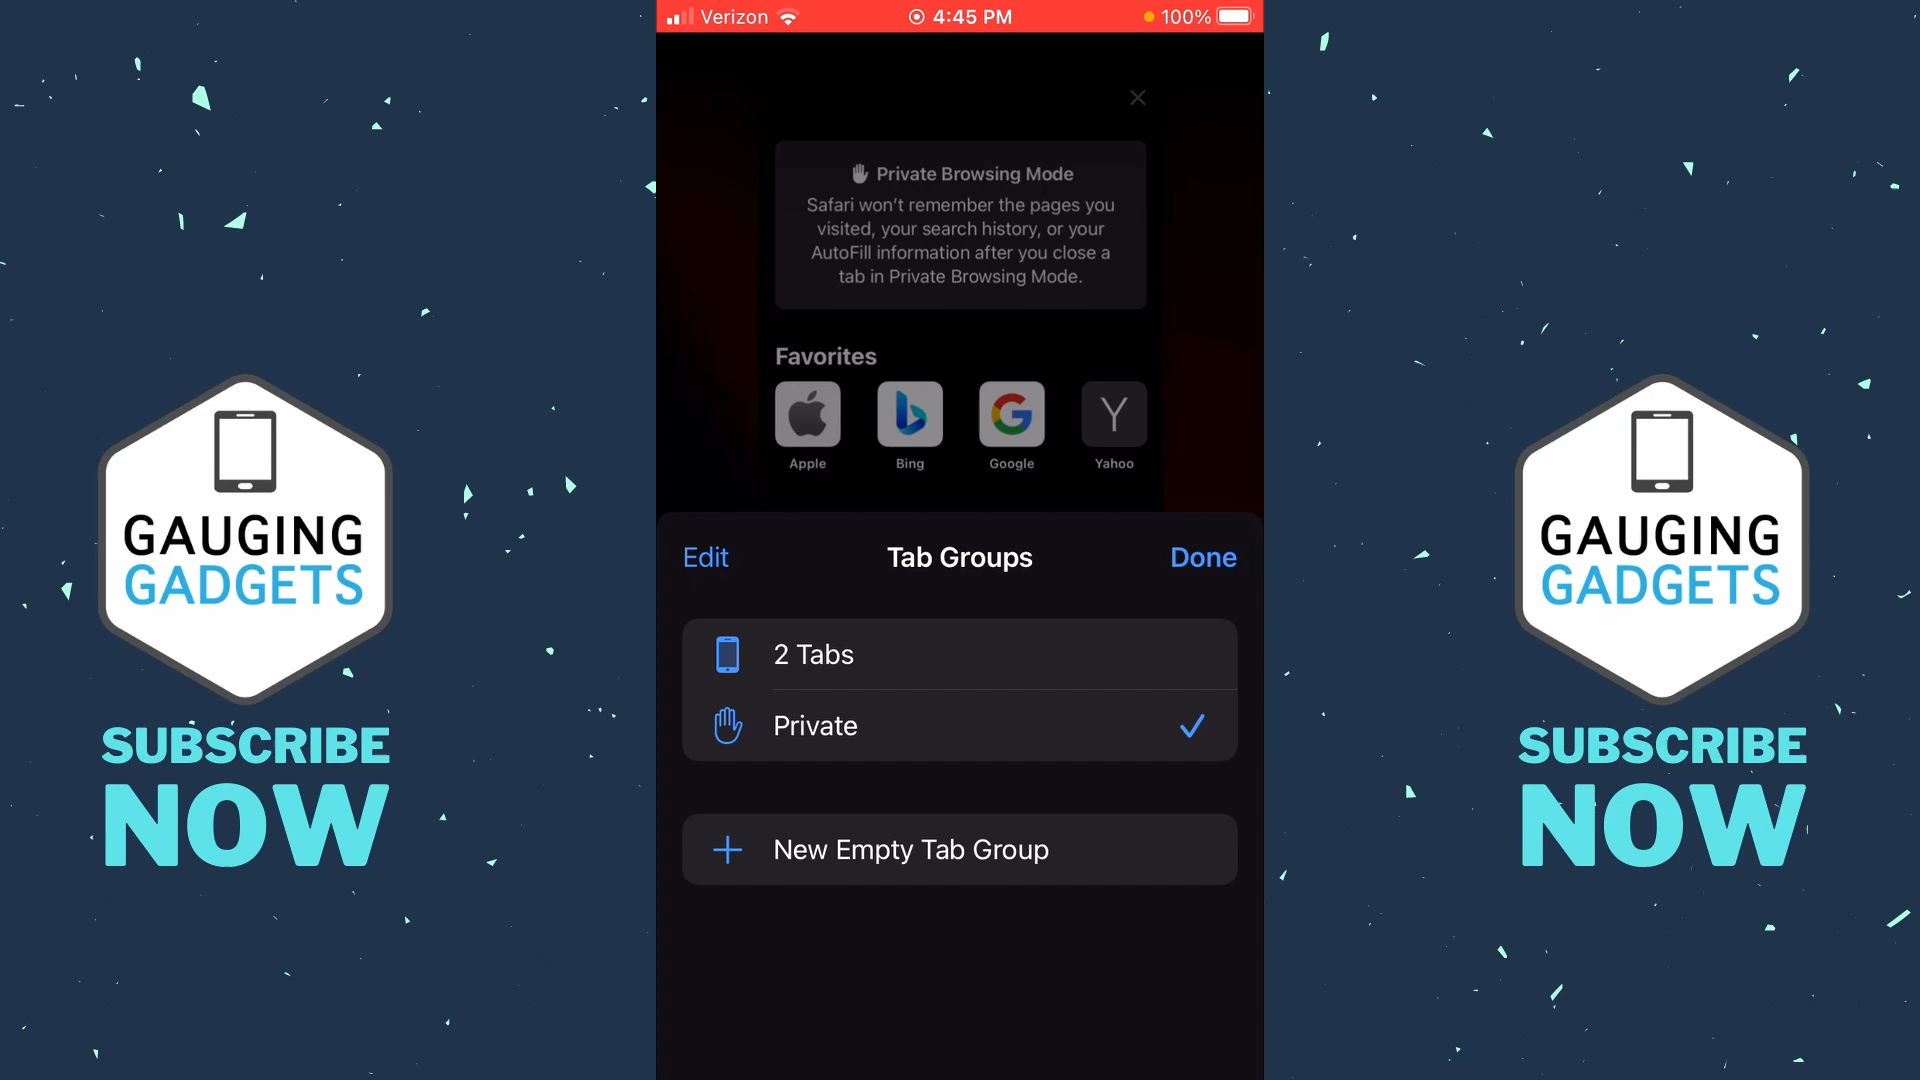 Verizon
4:45 PM
100%
Private Browsing Mode
Safari won't remember the pages you
visited, your search history, or your
AutoFill information after you close a
tab in Private Browsing Mode.
Favorites
Apple
Bing
Google
Y
Yahoo
Edit
Tab Groups
Done
2 Tabs
Private
New Empty Tab Group
GAUGING
GADGETS
SUBSCRIBE
NOW
GAUGING
GADGETS
SUBSCRIBE
NOW